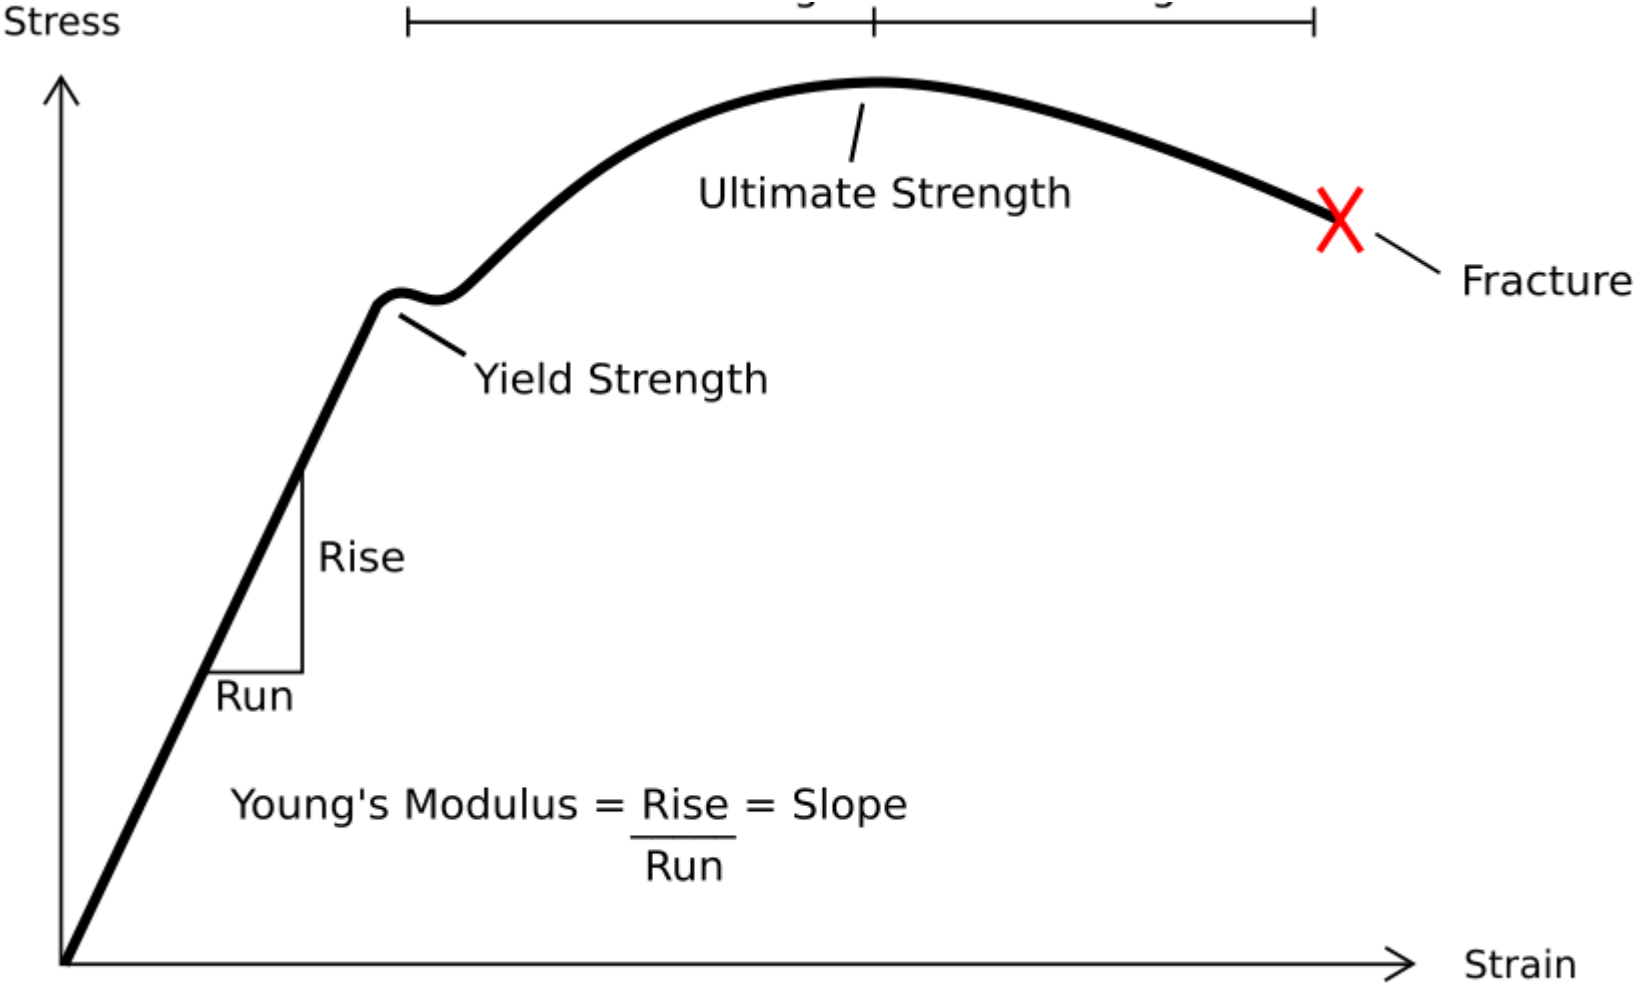 Stress
Ultimate Strength
Fracture
Yield Strength
Rise
Run
Young's Modulus = Rise = Slope
Run
Strain